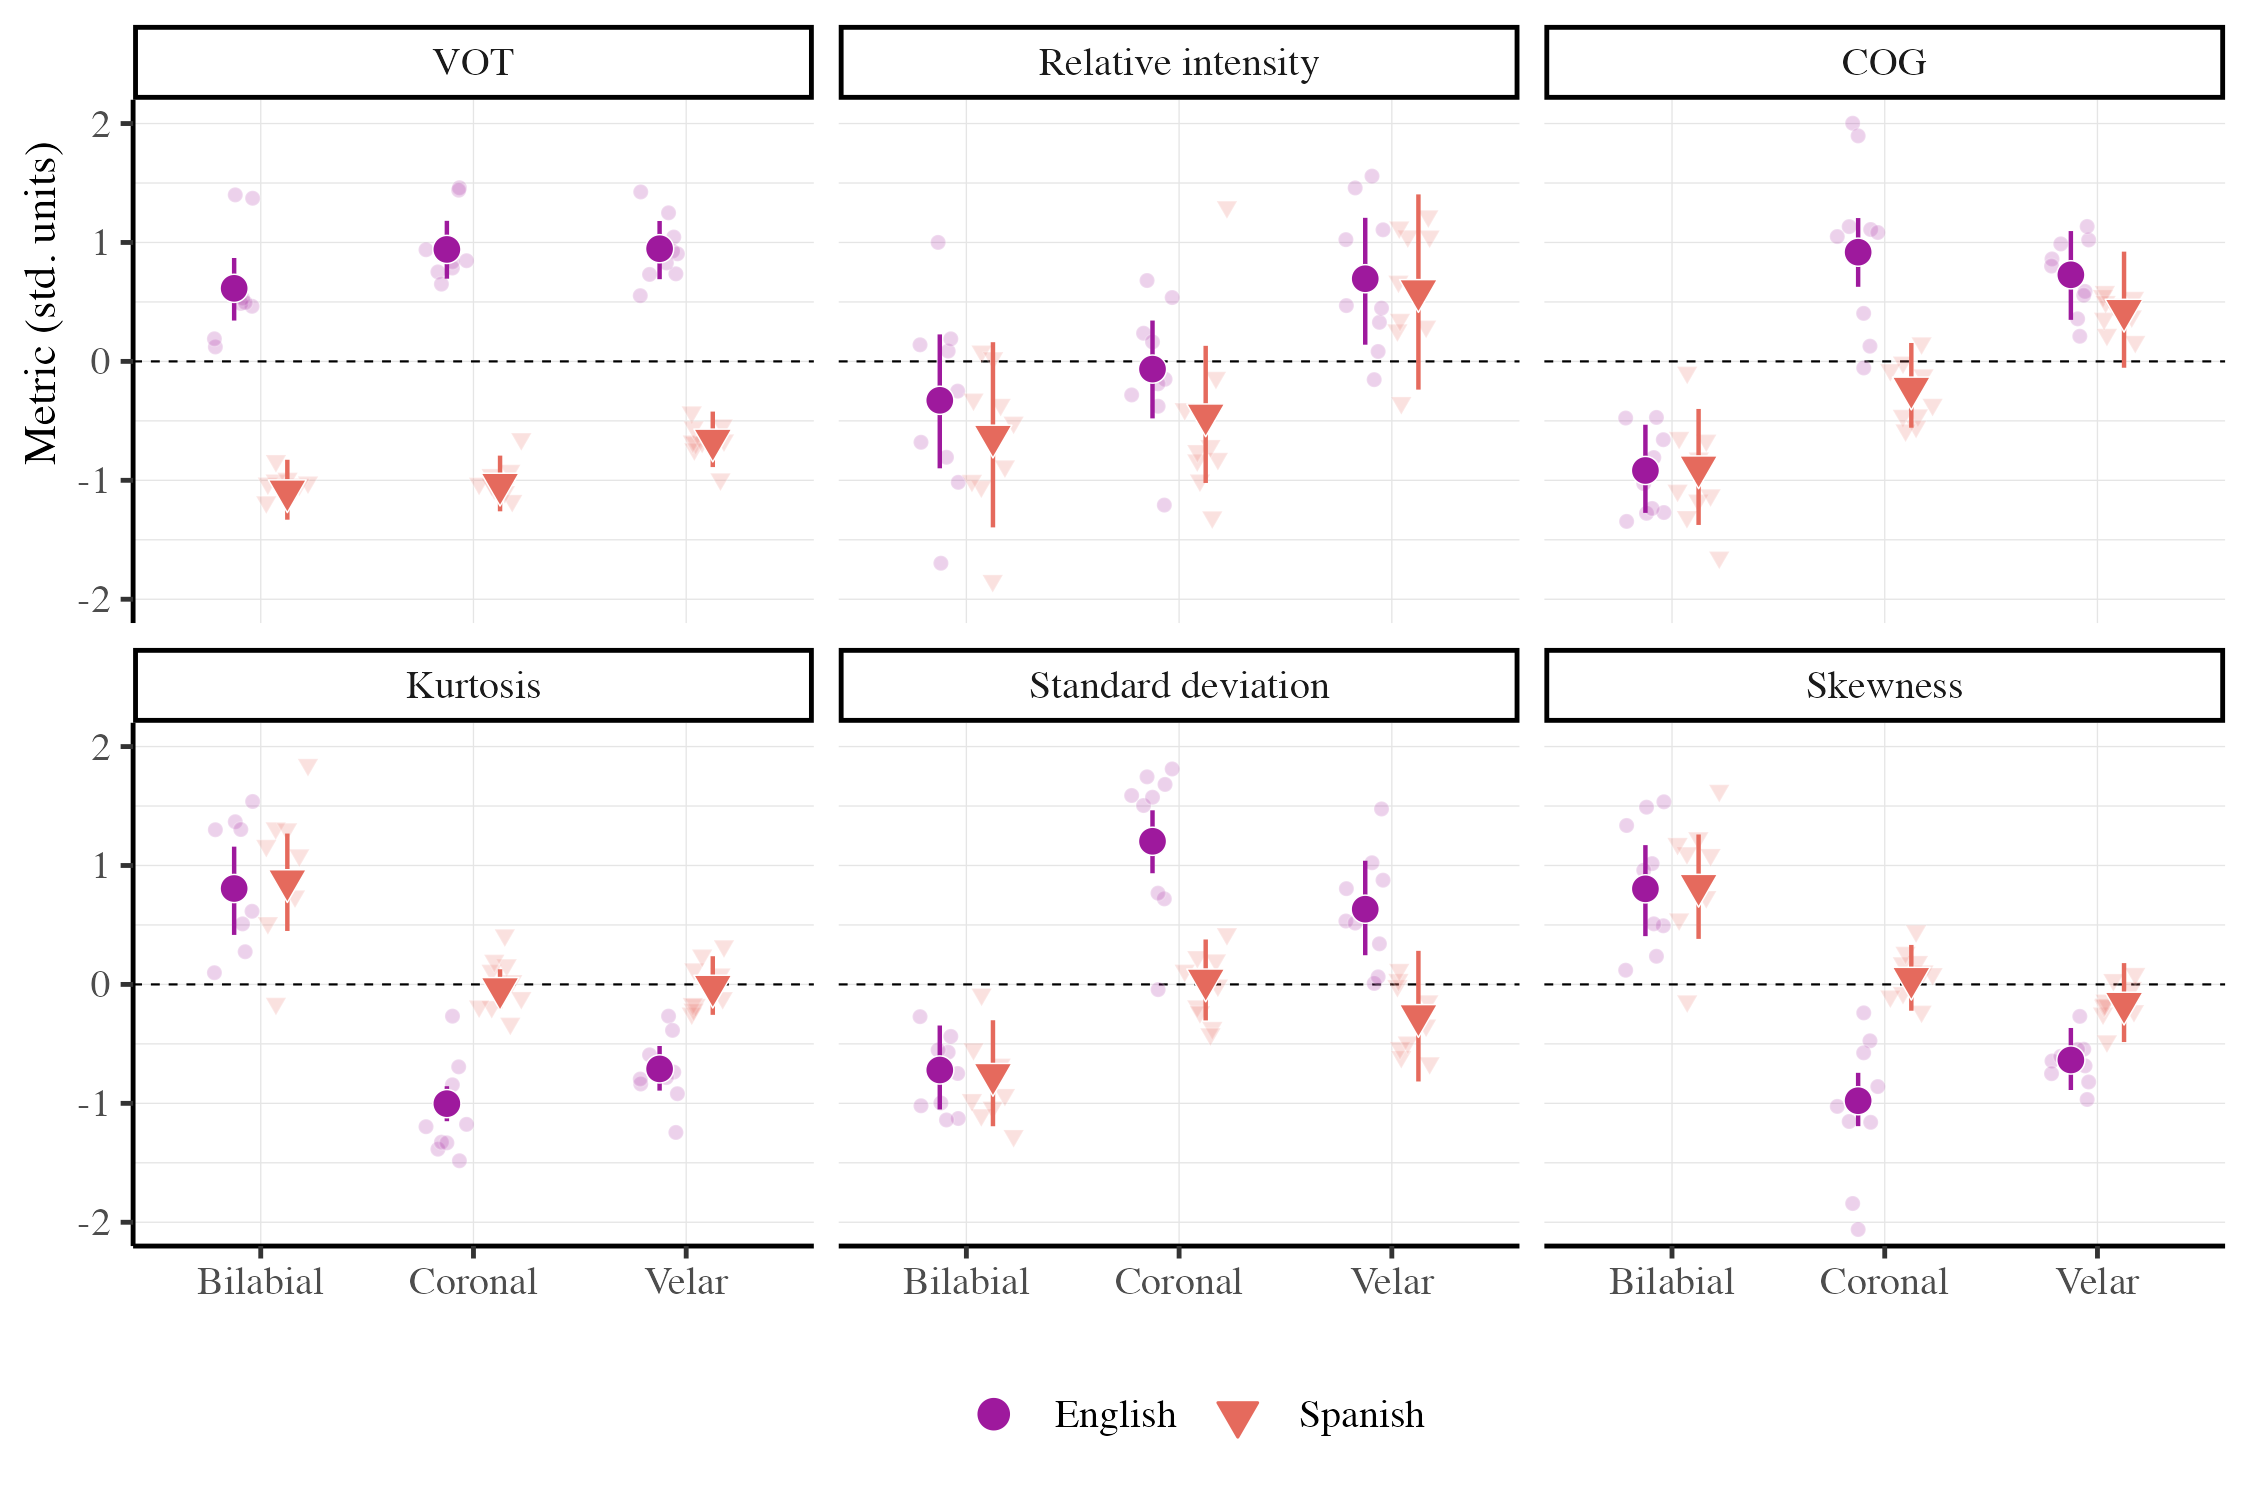 VOT
Relative intensity
COG
Metric (std. units)
2
1
0
-1
-2
Kurtosis
Standard deviation
Skewness
2
1
0
-1
-2
Bilabial Coronal Velar
Bilabial Coronal Velar
Bilabial Coronal Velar
English Spanish